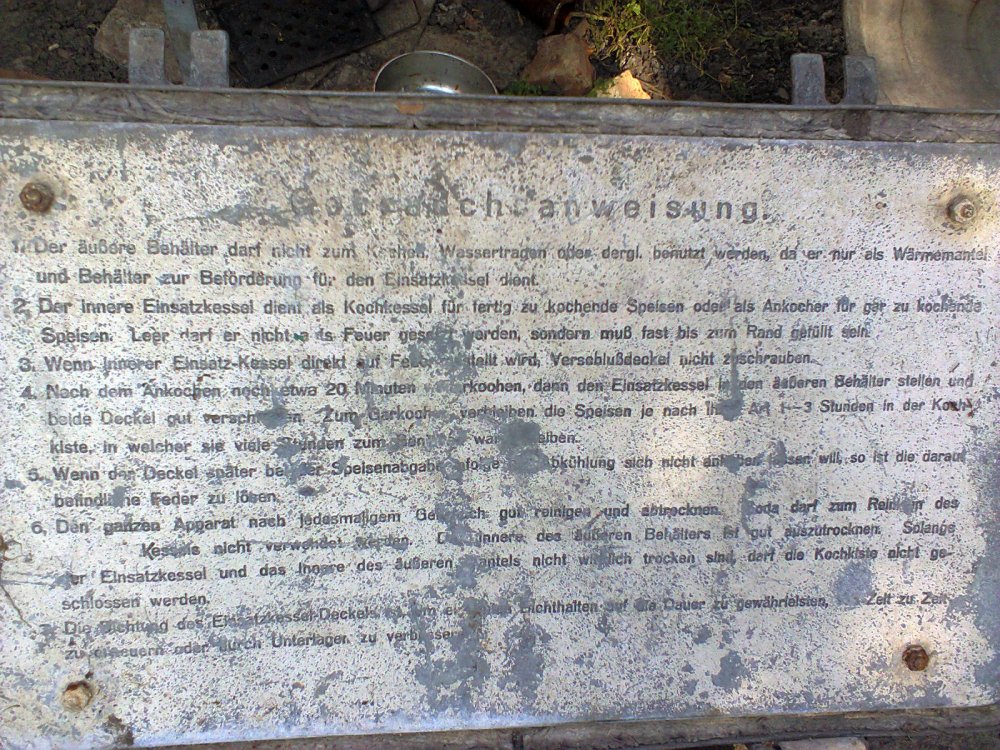 Gebrauchsanweisung.
1. Der äußere Behälter darf nicht zum Kochen, Wassertragen oder dergl. benutzt werden, da er nur als Wärmemantel
und Behälter zur Beförderung für den Einsatzkessel dient.
2. Der innere Einsatzkessel dient als Kochkessel für fertig zu kochende Speisen oder als Ankocher für gar zu kochende
Speisen. Leer darf er nicht aufs Feuer gesetzt werden, sondern muß fast bis zum Rand gefüllt sein.
3. Wenn innerer Einsatz-Kessel direkt auf Feuer gestellt wird, Verschlußdeckel nicht zuschrauben.
4. Nach dem Ankochen noch etwa 20 Minuten weiterkochen, dann den Einsatzkessel in den äußeren Behälter stellen und
beide Deckel gut verschließen. Zum Garkochen verbleiben die Speisen je nach ihrer Art 1–3 Stunden in der Koch-
kiste, in welcher sie viele Stunden zum warm bleiben.
5. Wenn der Deckel später bei der Speisenabgabe infolge Abkühlung sich nicht anheben lassen will, so ist die darauf
befindliche Feder zu lösen.
6. Den ganzen Apparat nach jedesmaligem Gebrauch gut reinigen und abtrocknen. Soda darf zum Reinigen des
Kessels nicht verwendet werden. Das Innere des äußeren Behälters ist gut auszutrocknen. Solange
der Einsatzkessel und das Innere des äußeren Mantels nicht wirklich trocken sind, darf die Kochkiste nicht ge-
schlossen werden.
7. Die Dichtung des Einsatzkessel-Deckels ist, um ein Dichthalten auf die Dauer zu gewährleisten, Zeit zu Zeit
zu erneuern oder durch Unterlagen zu verbessern.